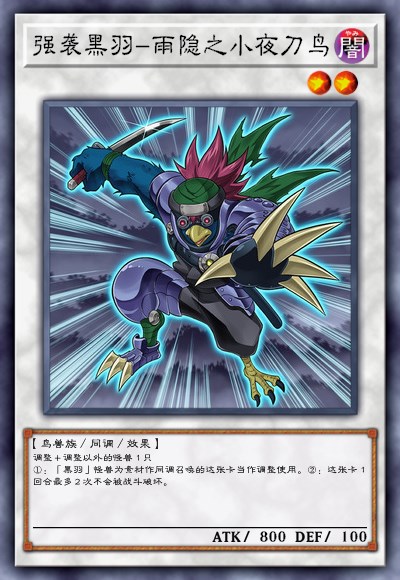 强袭黑羽-雨隐之小夜刀鸟
闇
やみ
【鸟兽族/同调/效果】
调整+调整以外的怪兽1只
①:「黑羽」怪兽为素材作同调召唤的这张卡当作调整使用。②:这张卡1
回合最多2次不会被战斗破坏。
ATK/ 800 DEF/ 100